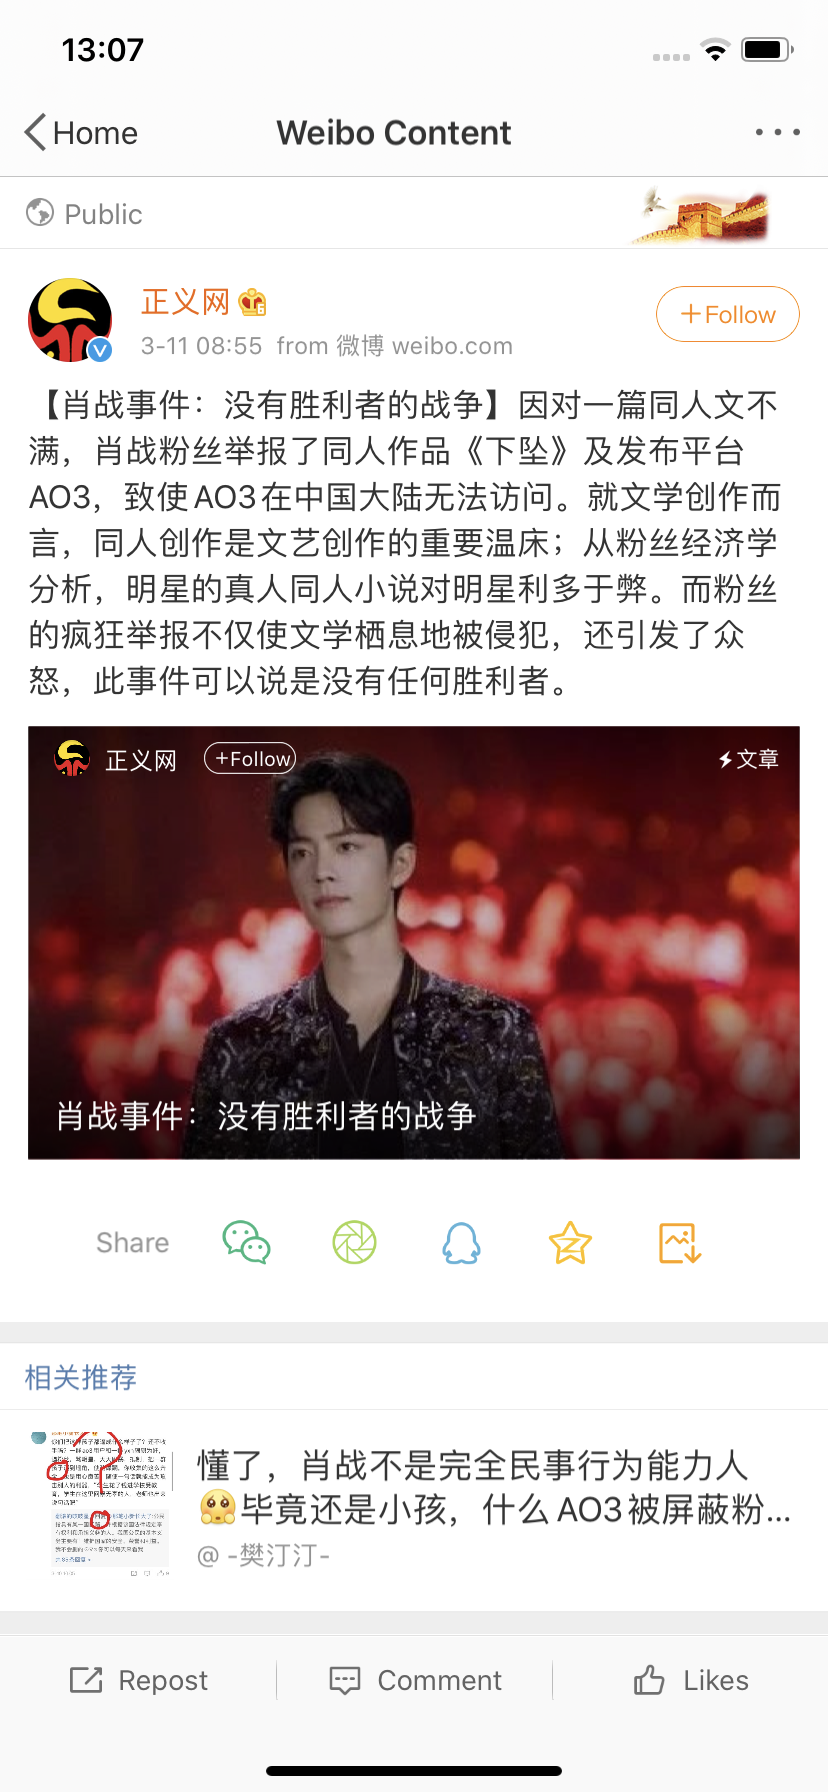 13:07
Home
Weibo Content
Public
正义网
3-11 08:55 from 微博 weibo.com
+Follow
【肖战事件：没有胜利者的战争】因对一篇同人文不
满，肖战粉丝举报了同人作品《下坠》及发布平台
AO3，致使AO3在中国大陆无法访问。就文学创作而
言，同人创作是文艺创作的重要温床；从粉丝经济学
分析，明星的真人同人小说对明星利多于弊。而粉丝
的疯狂举报不仅使文学栖息地被侵犯，还引发了众
怒，此事件可以说是没有任何胜利者。
正义网 +Follow 文章
肖战事件：没有胜利者的战争
Share
相关推荐
懂了，肖战不是完全民事行为能力人
🥺毕竟还是小孩，什么AO3被屏蔽粉...
@ -樊汀汀-
Repost
Comment
Likes